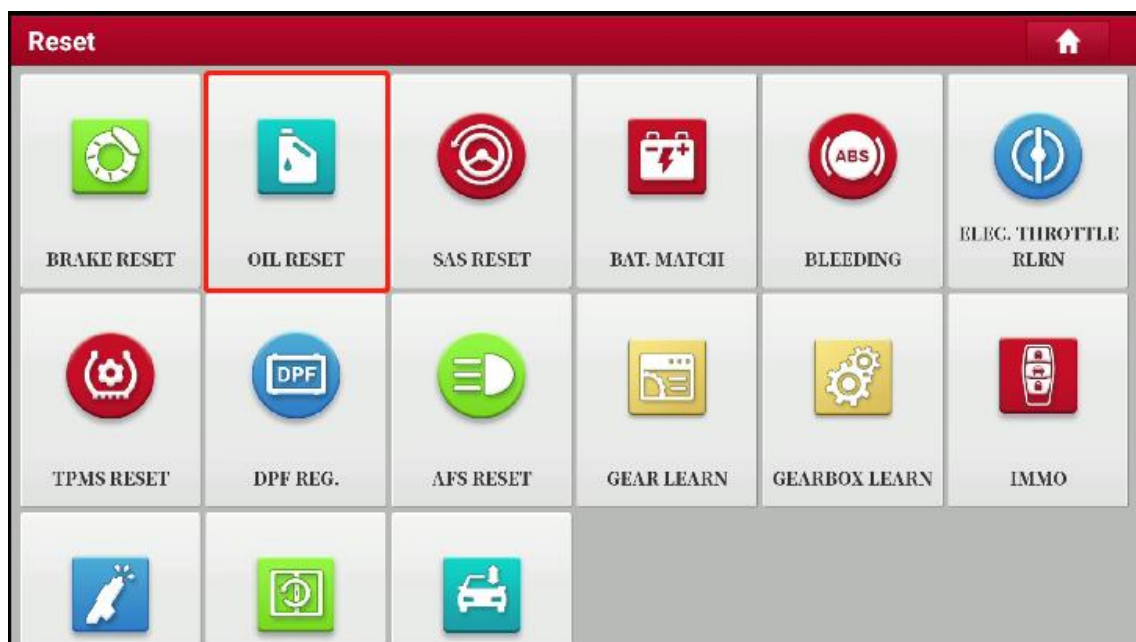 Reset
BRAKE RESET
OIL RESET
SAS RESET
BAT. MATCH
ABS
BLEEDING
ELEC. THROTTLE
RLRN
TPMS RESET
DPF
DPF REG.
AFS RESET
GEAR LEARN
GEARBOX LEARN
IMMO